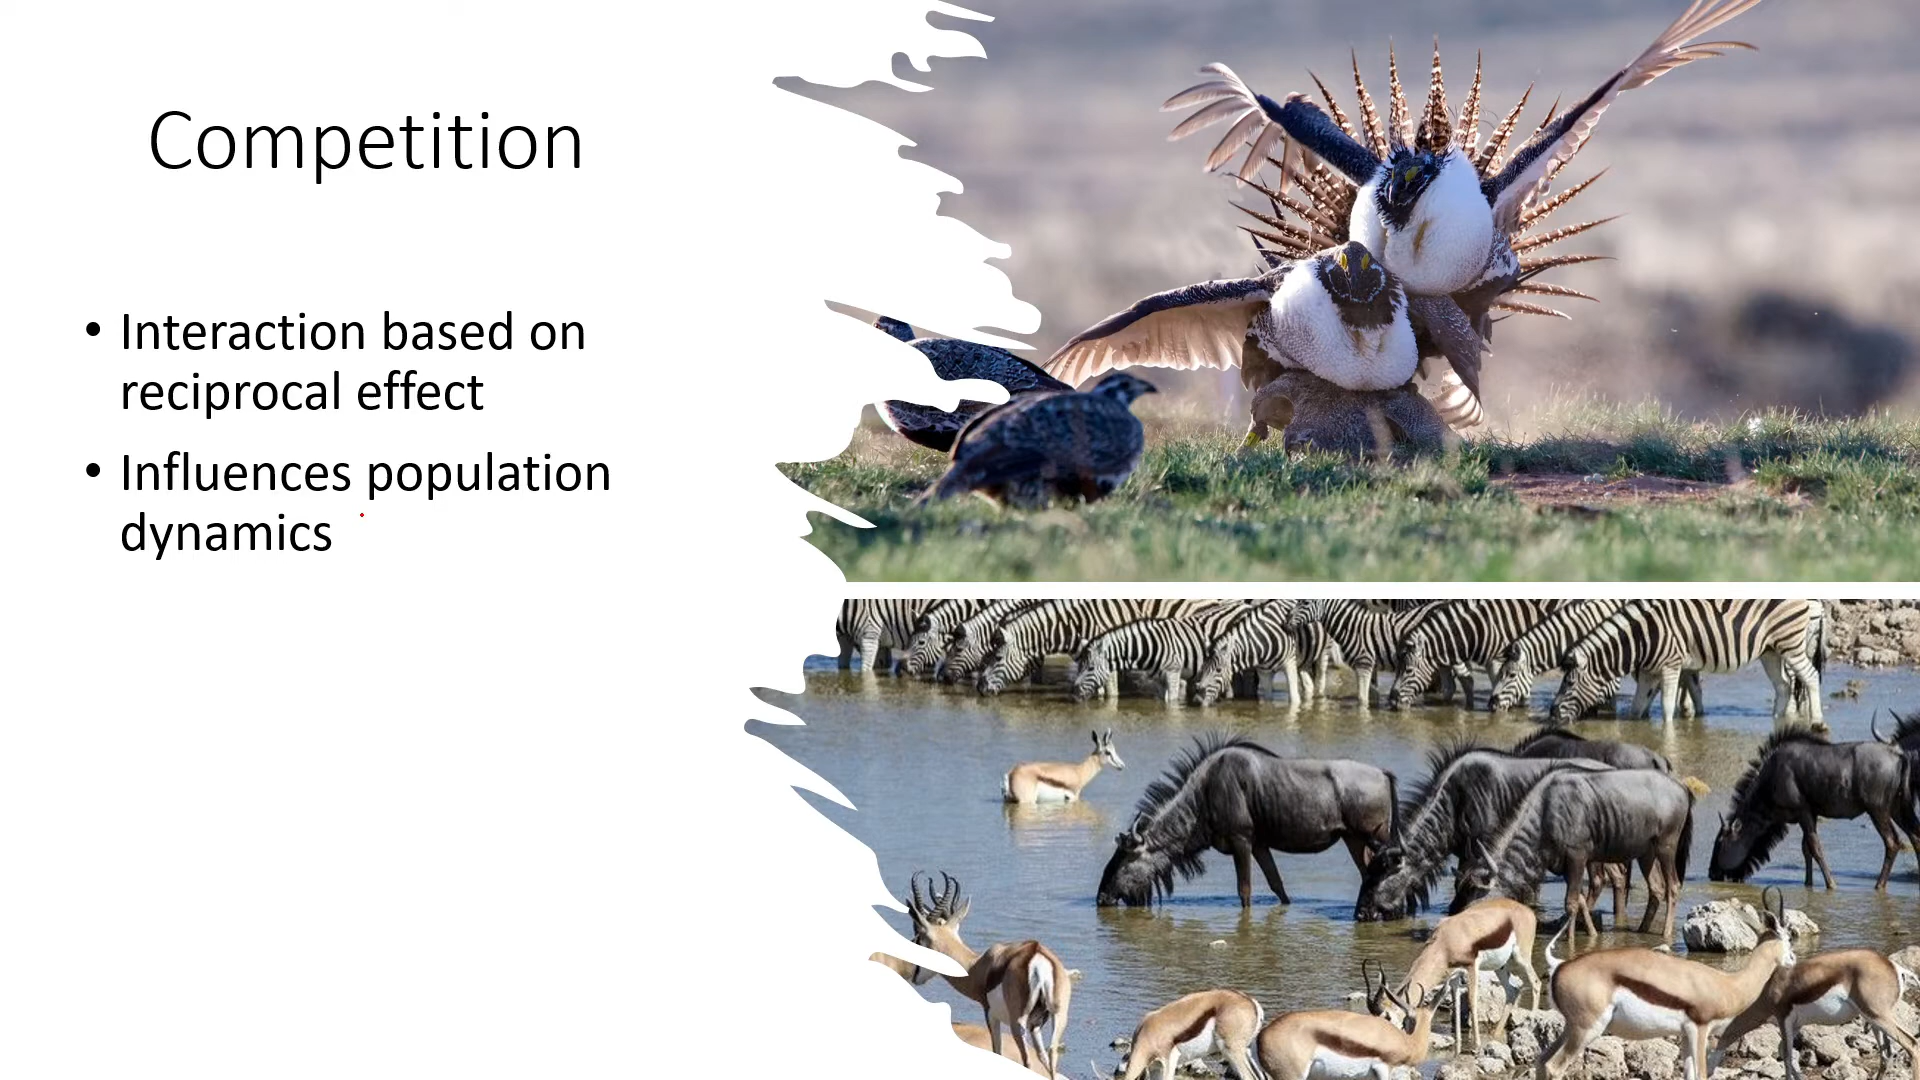 Competition
• Interaction based on
reciprocal effect
• Influences population
dynamics